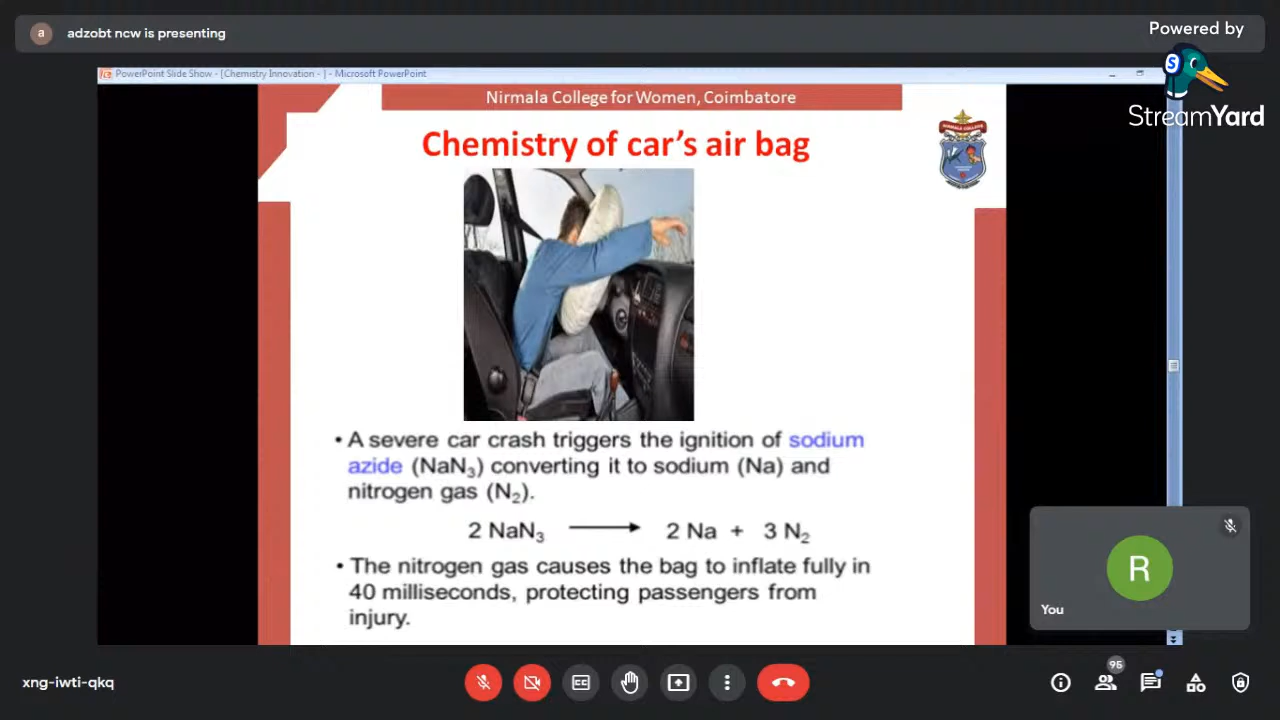 a
adzobt ncw is presenting
Powered by
S
StreamYard
PowerPoint Slide Show - [Chemistry Innovation - ] - Microsoft PowerPoint
Nirmala College for Women, Coimbatore
Chemistry of car's air bag
NIRMALA COLLEGE
• A severe car crash triggers the ignition of sodium
azide (NaN₃) converting it to sodium (Na) and
nitrogen gas (N₂).
2 NaN₃ ⟶ 2 Na + 3 N₂
• The nitrogen gas causes the bag to inflate fully in
40 milliseconds, protecting passengers from
injury.
R
You
xng-iwti-qkq
CC
95